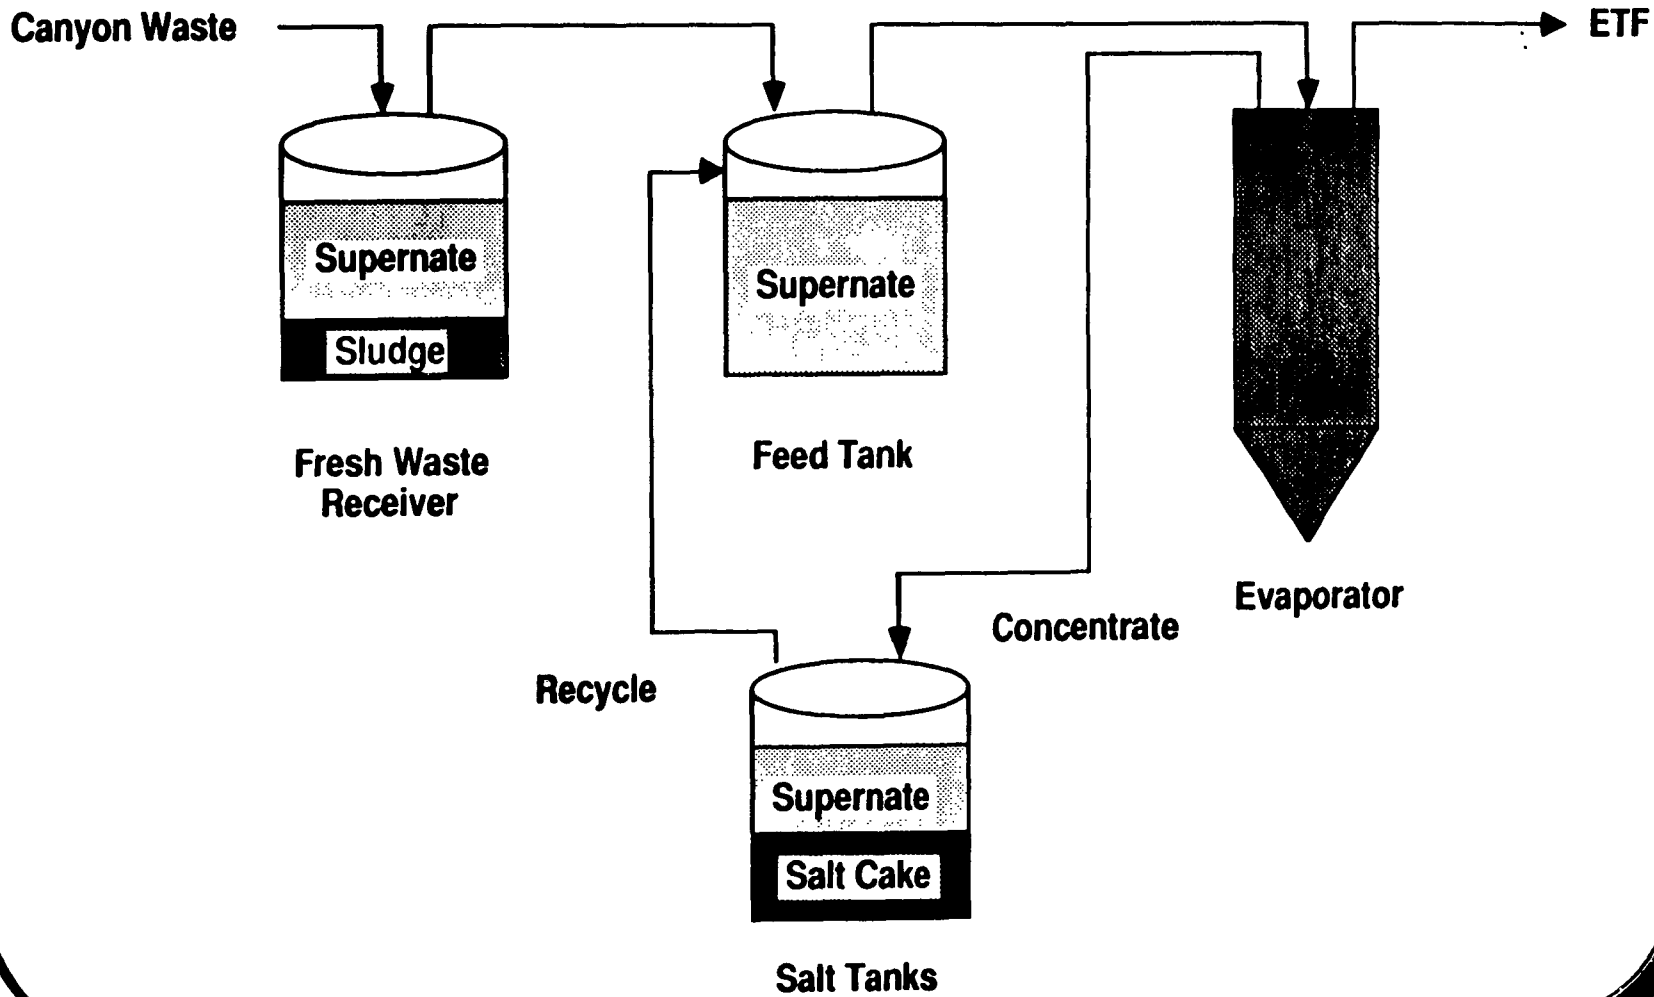 Canyon Waste
ETF
Supernate
Sludge
Supernate
Fresh Waste
Receiver
Feed Tank
Evaporator
Concentrate
Recycle
Supernate
Salt Cake
Salt Tanks